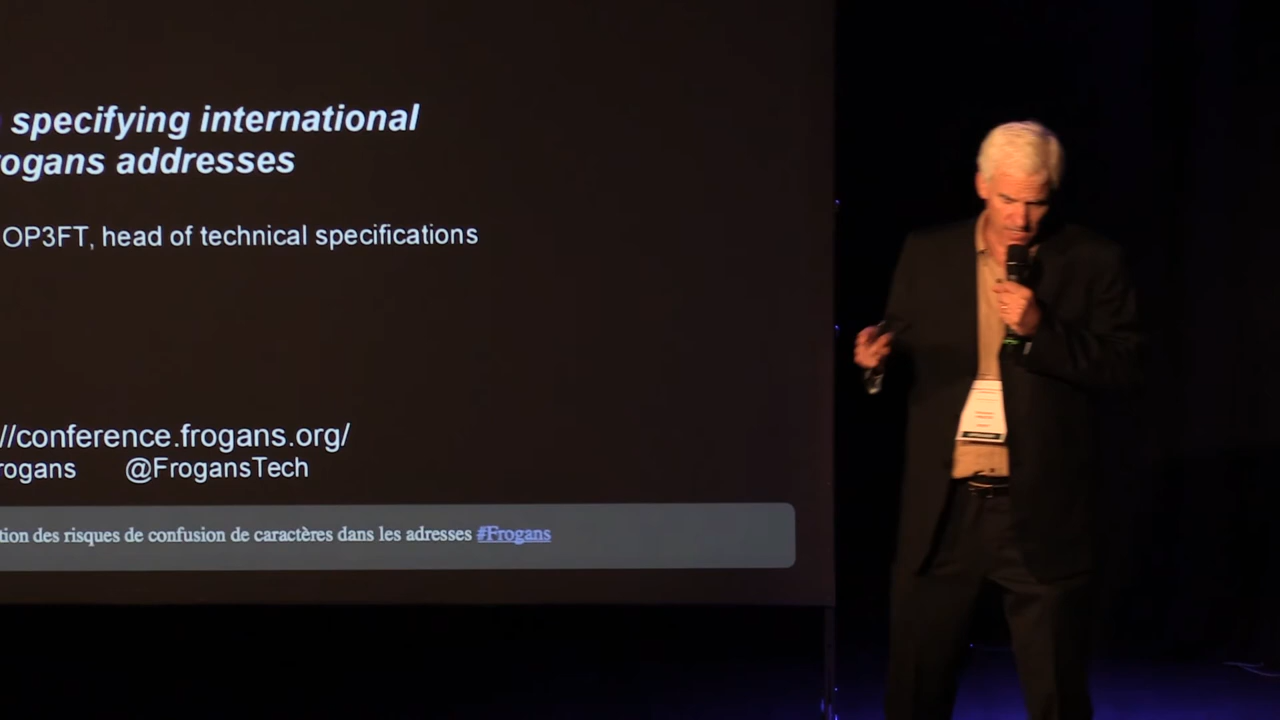 specifying international
rogans addresses
OP3FT, head of technical specifications
//conference.frogans.org/
rogans @FrogansTech
tion des risques de confusion de caractères dans les adresses #Frogans